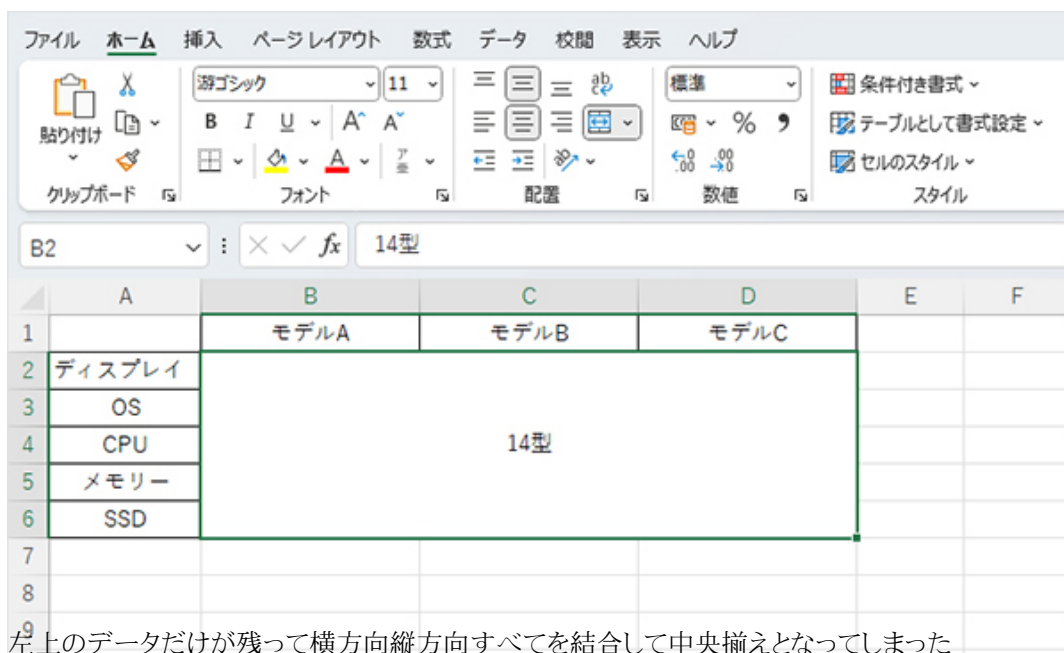 ファイル ホーム 挿入 ページ レイアウト 数式 データ 校閲 表示 ヘルプ
貼り付け
游ゴシック 11
標準
条件付き書式
B I U A A
% 9
テーブルとして書式設定
A ア 亜
セルのスタイル
クリップボード フォント 配置 数値 スタイル
B2 fx 14型
A B C D E F
1 モデルA モデルB モデルC
2 ディスプレイ
3 OS
4 CPU 14型
5 メモリー
6 SSD
7
8
9
左上のデータだけが残って横方向縦方向すべてを結合して中央揃えとなってしまった